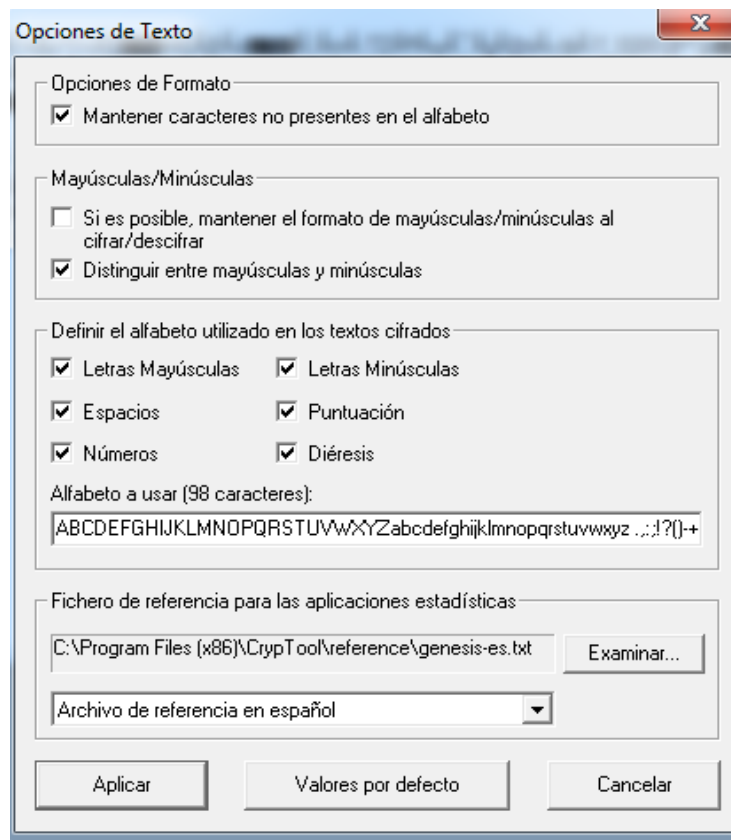 Opciones de Texto
Opciones de Formato
Mantener caracteres no presentes en el alfabeto
Mayúsculas/Minúsculas
Si es posible, mantener el formato de mayúsculas/minúsculas al
cifrar/descifrar
Distinguir entre mayúsculas y minúsculas
Definir el alfabeto utilizado en los textos cifrados
Letras Mayúsculas Letras Minúsculas
Espacios Puntuación
Números Diéresis
Alfabeto a usar (98 caracteres):
ABCDEFGHIJKLMNOPQRSTUVWXYZabcdefghijklmnopqrstuvwxyz .,:;!?()-+
Fichero de referencia para las aplicaciones estadísticas
C:\Program Files (x86)\CrypTool\reference\genesis-es.txt Examinar...
Archivo de referencia en español
Aplicar Valores por defecto Cancelar